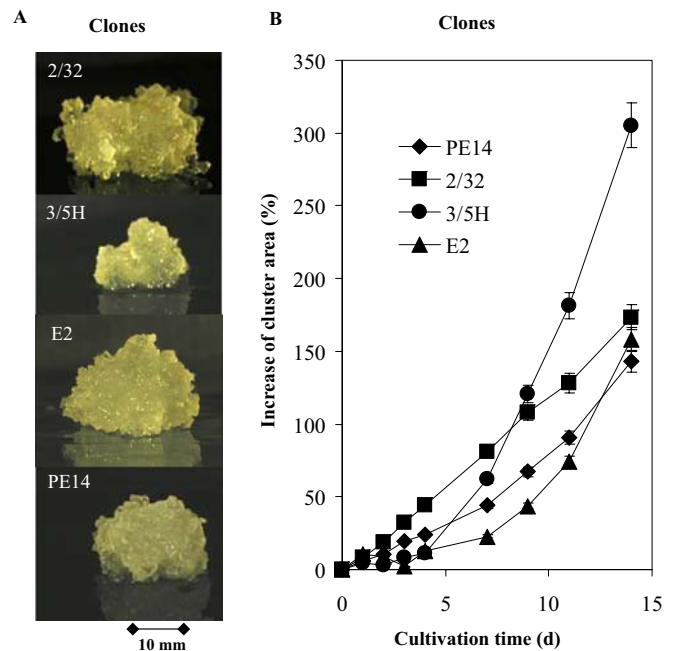 A
Clones
2/32
3/5H
E2
PE14
10 mm
B
Clones
Increase of cluster area (%)
350
300
250
200
150
100
50
0
PE14
2/32
3/5H
E2
0 5 10 15
Cultivation time (d)